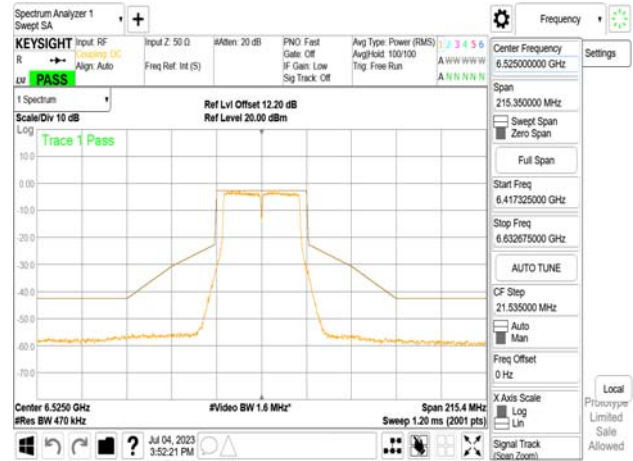 Spectrum Analyzer 1
Swept SA
+
Frequency
KEYSIGHT
Input: RF
Coupling: DC
Align: Auto
Input Z: 50 Ω
Freq Ref: Int (S)
#Atten: 20 dB
PNO: Fast
Gate: Off
IF Gain: Low
Sig Track: Off
Avg Type: Power (RMS)
Avg|Hold: 100/100
Trig: Free Run
1 2 3 4 5 6
A W W W W W
A N N N N N
R
LU PASS
1 Spectrum
Scale/Div 10 dB
Ref Lvl Offset 12.20 dB
Ref Level 20.00 dBm
Log
Trace 1 Pass
10.0
0.00
-10.0
-20.0
-30.0
-40.0
-50.0
-60.0
-70.0
Center 6.5250 GHz
#Res BW 470 kHz
#Video BW 1.6 MHz*
Span 215.4 MHz
Sweep 1.20 ms (2001 pts)
?
Jul 04, 2023
3:52:21 PM
Center Frequency
6.525000000 GHz
Settings
Span
215.350000 MHz
Swept Span
Zero Span
Full Span
Start Freq
6.417325000 GHz
Stop Freq
6.632675000 GHz
AUTO TUNE
CF Step
21.535000 MHz
Auto
Man
Freq Offset
0 Hz
X Axis Scale
Log
Lin
Signal Track
(Span Zoom)
Local
Prototype
Limited
Sale
Allowed